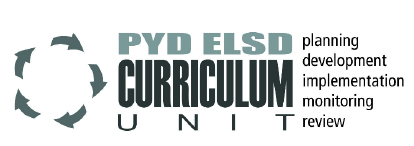 PYD ELSD
CURRICULUM
UNIT
planning
development
implementation
monitoring
review